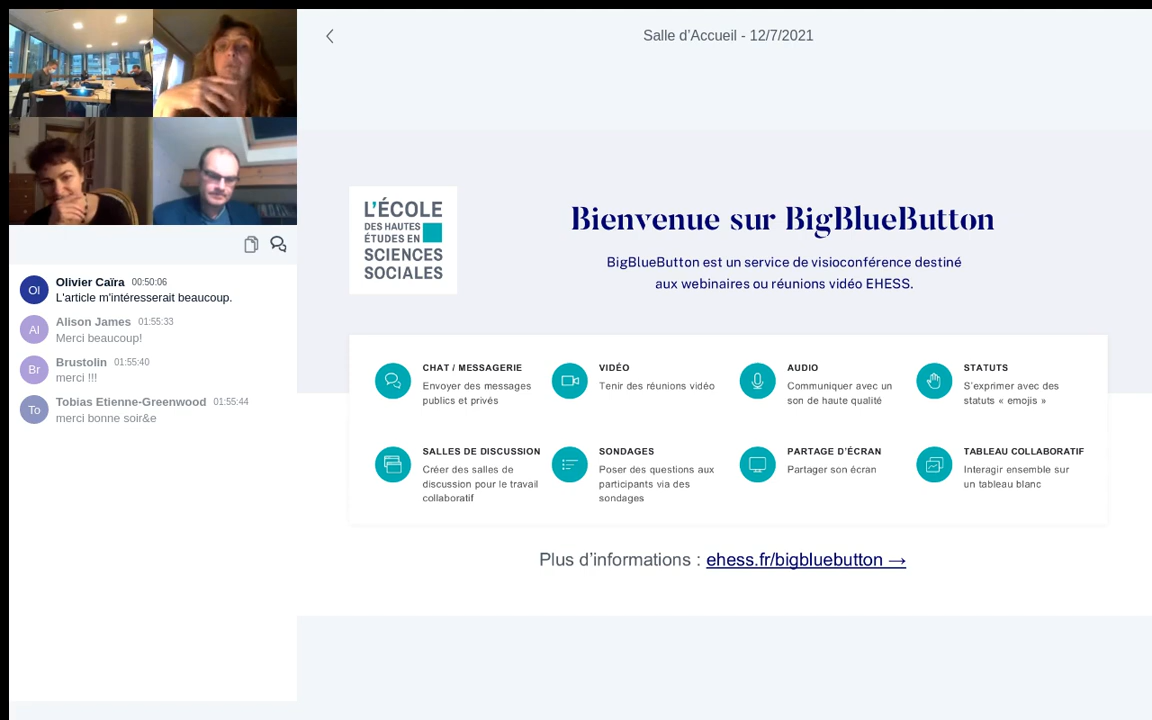 Salle d’Accueil - 12/7/2021
Ol
Olivier Caïra 00:50:06
L'article m'intéresserait beaucoup.
Al
Alison James 01:55:33
Merci beaucoup!
Br
Brustolin 01:55:40
merci !!!
To
Tobias Etienne-Greenwood 01:55:44
merci bonne soir&e
L’ÉCOLE
DES HAUTES
ÉTUDES EN
SCIENCES
SOCIALES
Bienvenue sur BigBlueButton
BigBlueButton est un service de visioconférence destiné
aux webinaires ou réunions vidéo EHESS.
CHAT / MESSAGERIE
Envoyer des messages
publics et privés
VIDÉO
Tenir des réunions vidéo
AUDIO
Communiquer avec un
son de haute qualité
STATUTS
S’exprimer avec des
statuts « emojis »
SALLES DE DISCUSSION
Créer des salles de
discussion pour le travail
collaboratif
SONDAGES
Poser des questions aux
participants via des
sondages
PARTAGE D’ÉCRAN
Partager son écran
TABLEAU COLLABORATIF
Interagir ensemble sur
un tableau blanc
Plus d’informations : ehess.fr/bigbluebutton →